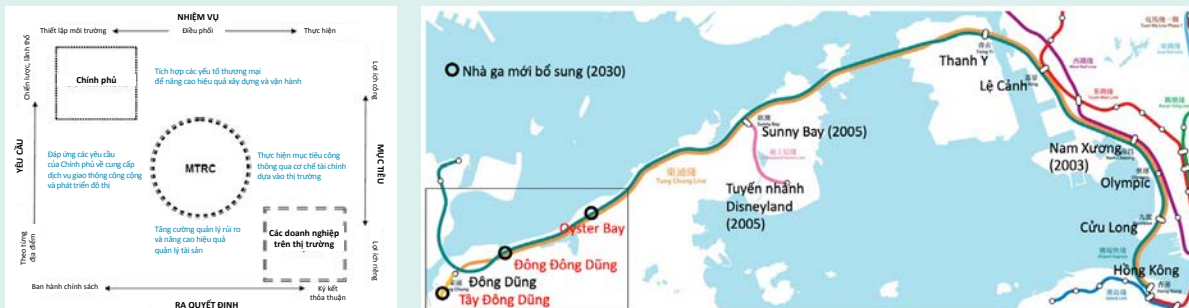 NHIỆM VỤ
Thiết lập môi trường
Điều phối
Thực hiện
Chiến lược, lãnh thổ
Chính phủ
Tích hợp các yếu tố thương mại
để nâng cao hiệu quả xây dựng và vận hành
Lợi ích công
YÊU CẦU
Đáp ứng các yêu cầu
của Chính phủ về cung cấp
dịch vụ giao thông công cộng
và phát triển đô thị
MTRC
Thực hiện mục tiêu công
thông qua cơ chế tài chính
dựa vào thị trường
MỤC TIÊU
Theo từng
địa điểm
Tăng cường quản lý rủi ro
và nâng cao hiệu quả
quản lý tài sản
Các doanh nghiệp
trên thị trường
Lợi ích riêng
Ban hành chính sách
Ký kết
thỏa thuận
RA QUYẾT ĐỊNH
Nhà ga mới bổ sung (2030)
Thanh Y
Lệ Cảnh
Sunny Bay (2005)
東涌綫
Tung Chung Line
Nam Xương
(2003)
Tuyến nhánh
Disneyland
(2005)
Olympic
Oyster Bay
Cửu Long
Đông Đông Dũng
Đông Dũng
Hồng Kông
Tây Đông Dũng